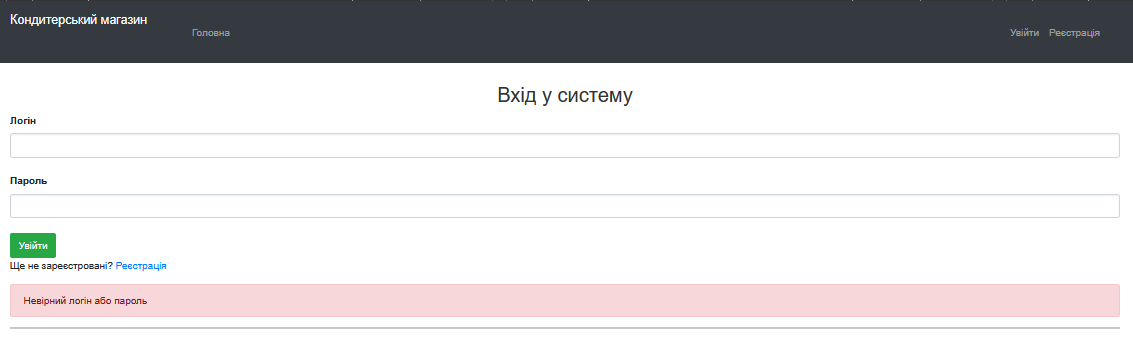 Кондитерський магазин
Головна
Увійти Реєстрація
Вхід у систему
Логін
Пароль
Увійти
Ще не зареєстровані? Реєстрація
Невірний логін або пароль